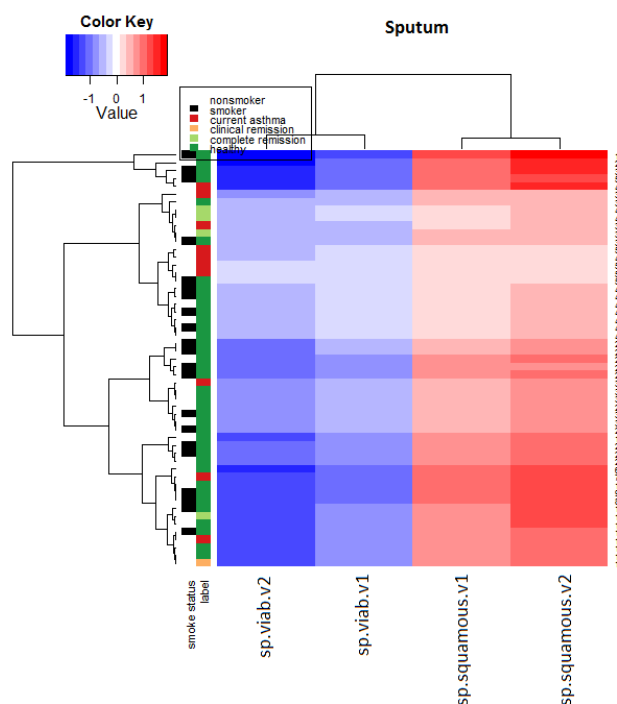 Color Key
-1 0 1
Value
Sputum
nonsmoker
smoker
current asthma
clinical remission
complete remission
healthy
smoke status
label
sp.viab.v2
sp.viab.v1
sp.squamous.v1
sp.squamous.v2